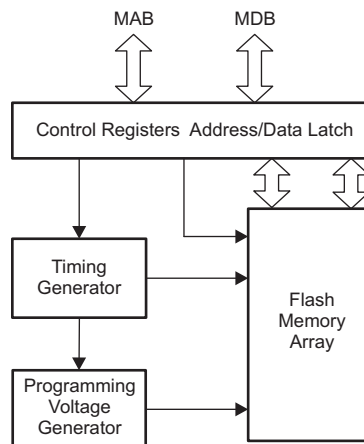 MAB MDB
Control Registers Address/Data Latch
Timing
Generator
Flash
Memory
Array
Programming
Voltage
Generator